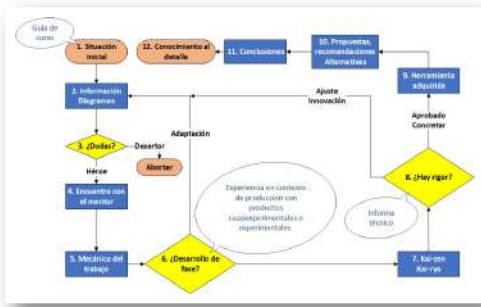 Guía de
curso
1. Situación
inicial
12. Conocimiento al
detalle
11. Conclusiones
10. Propuestas,
recomendaciones
Alternativas
9. Herramienta
adquirida
2. Información
Diagramas
Ajuste
Innovación
Aprobado
Concretar
3. ¿Dudas?
Desertor
Adaptación
Abortar
Héroe
4. Encuentro con
el mentor
Experiencia en contexto
de producción con
productos
cuasiexperimentales o
experimentales
8. ¿Hay rigor?
Informe
técnico
5. Mecánica del
trabajo
6. ¿Desarrollo de
fase?
7. Kai-zen
Kai-ryo